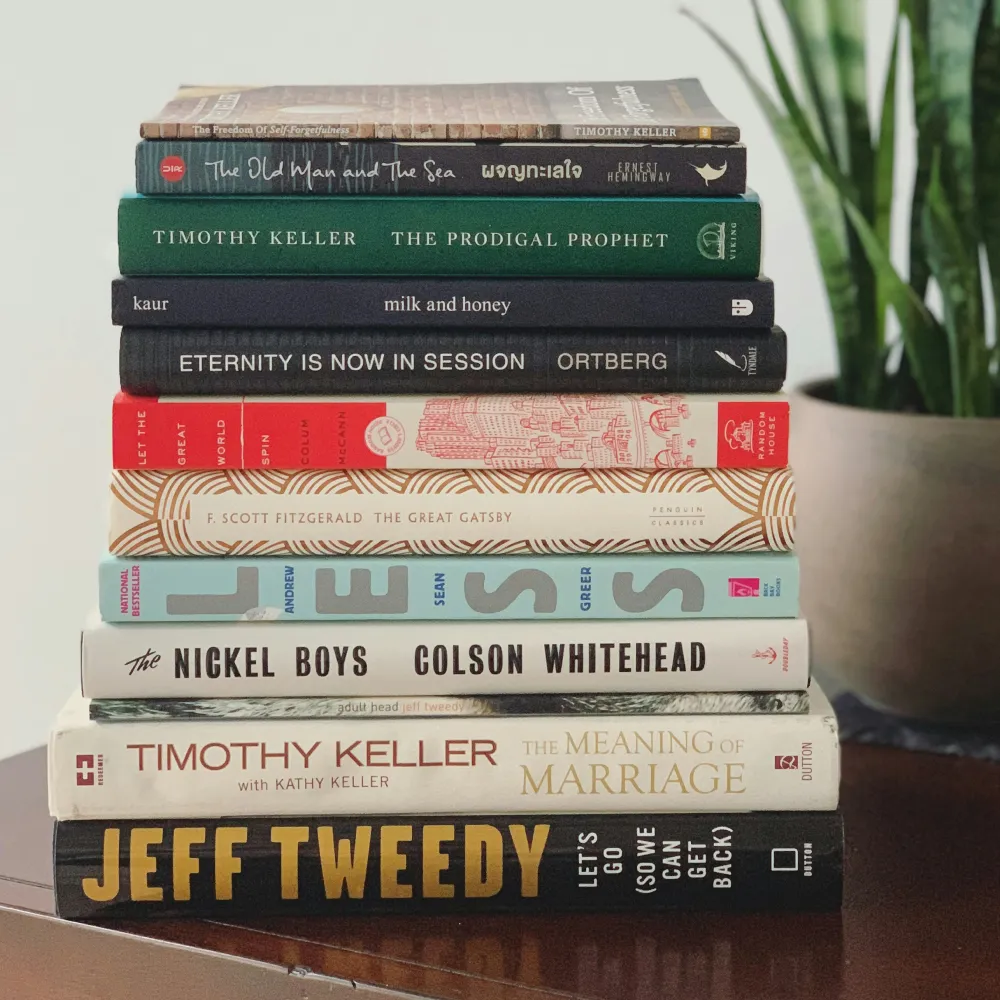 The Freedom Of Self-Forgetfulness TIMOTHY KELLER
The Old Man and The Sea ผจญทะเลใจ ERNEST HEMINGWAY
TIMOTHY KELLER THE PRODIGAL PROPHET VIKING
kaur milk and honey
ETERNITY IS NOW IN SESSION ORTBERG TYNDALE
LET THE GREAT WORLD SPIN COLUM McCANN RANDOM HOUSE
F. SCOTT FITZGERALD THE GREAT GATSBY PENGUIN CLASSICS
NATIONAL BESTSELLER L ANDREW E SEAN S GREER S BACK BAY BOOKS
The NICKEL BOYS COLSON WHITEHEAD DOUBLEDAY
adult head jeff tweedy
REDEEMER TIMOTHY KELLER with KATHY KELLER THE MEANING OF MARRIAGE DUTTON
JEFF TWEEDY LET'S GO (SO WE CAN GET BACK) DUTTON